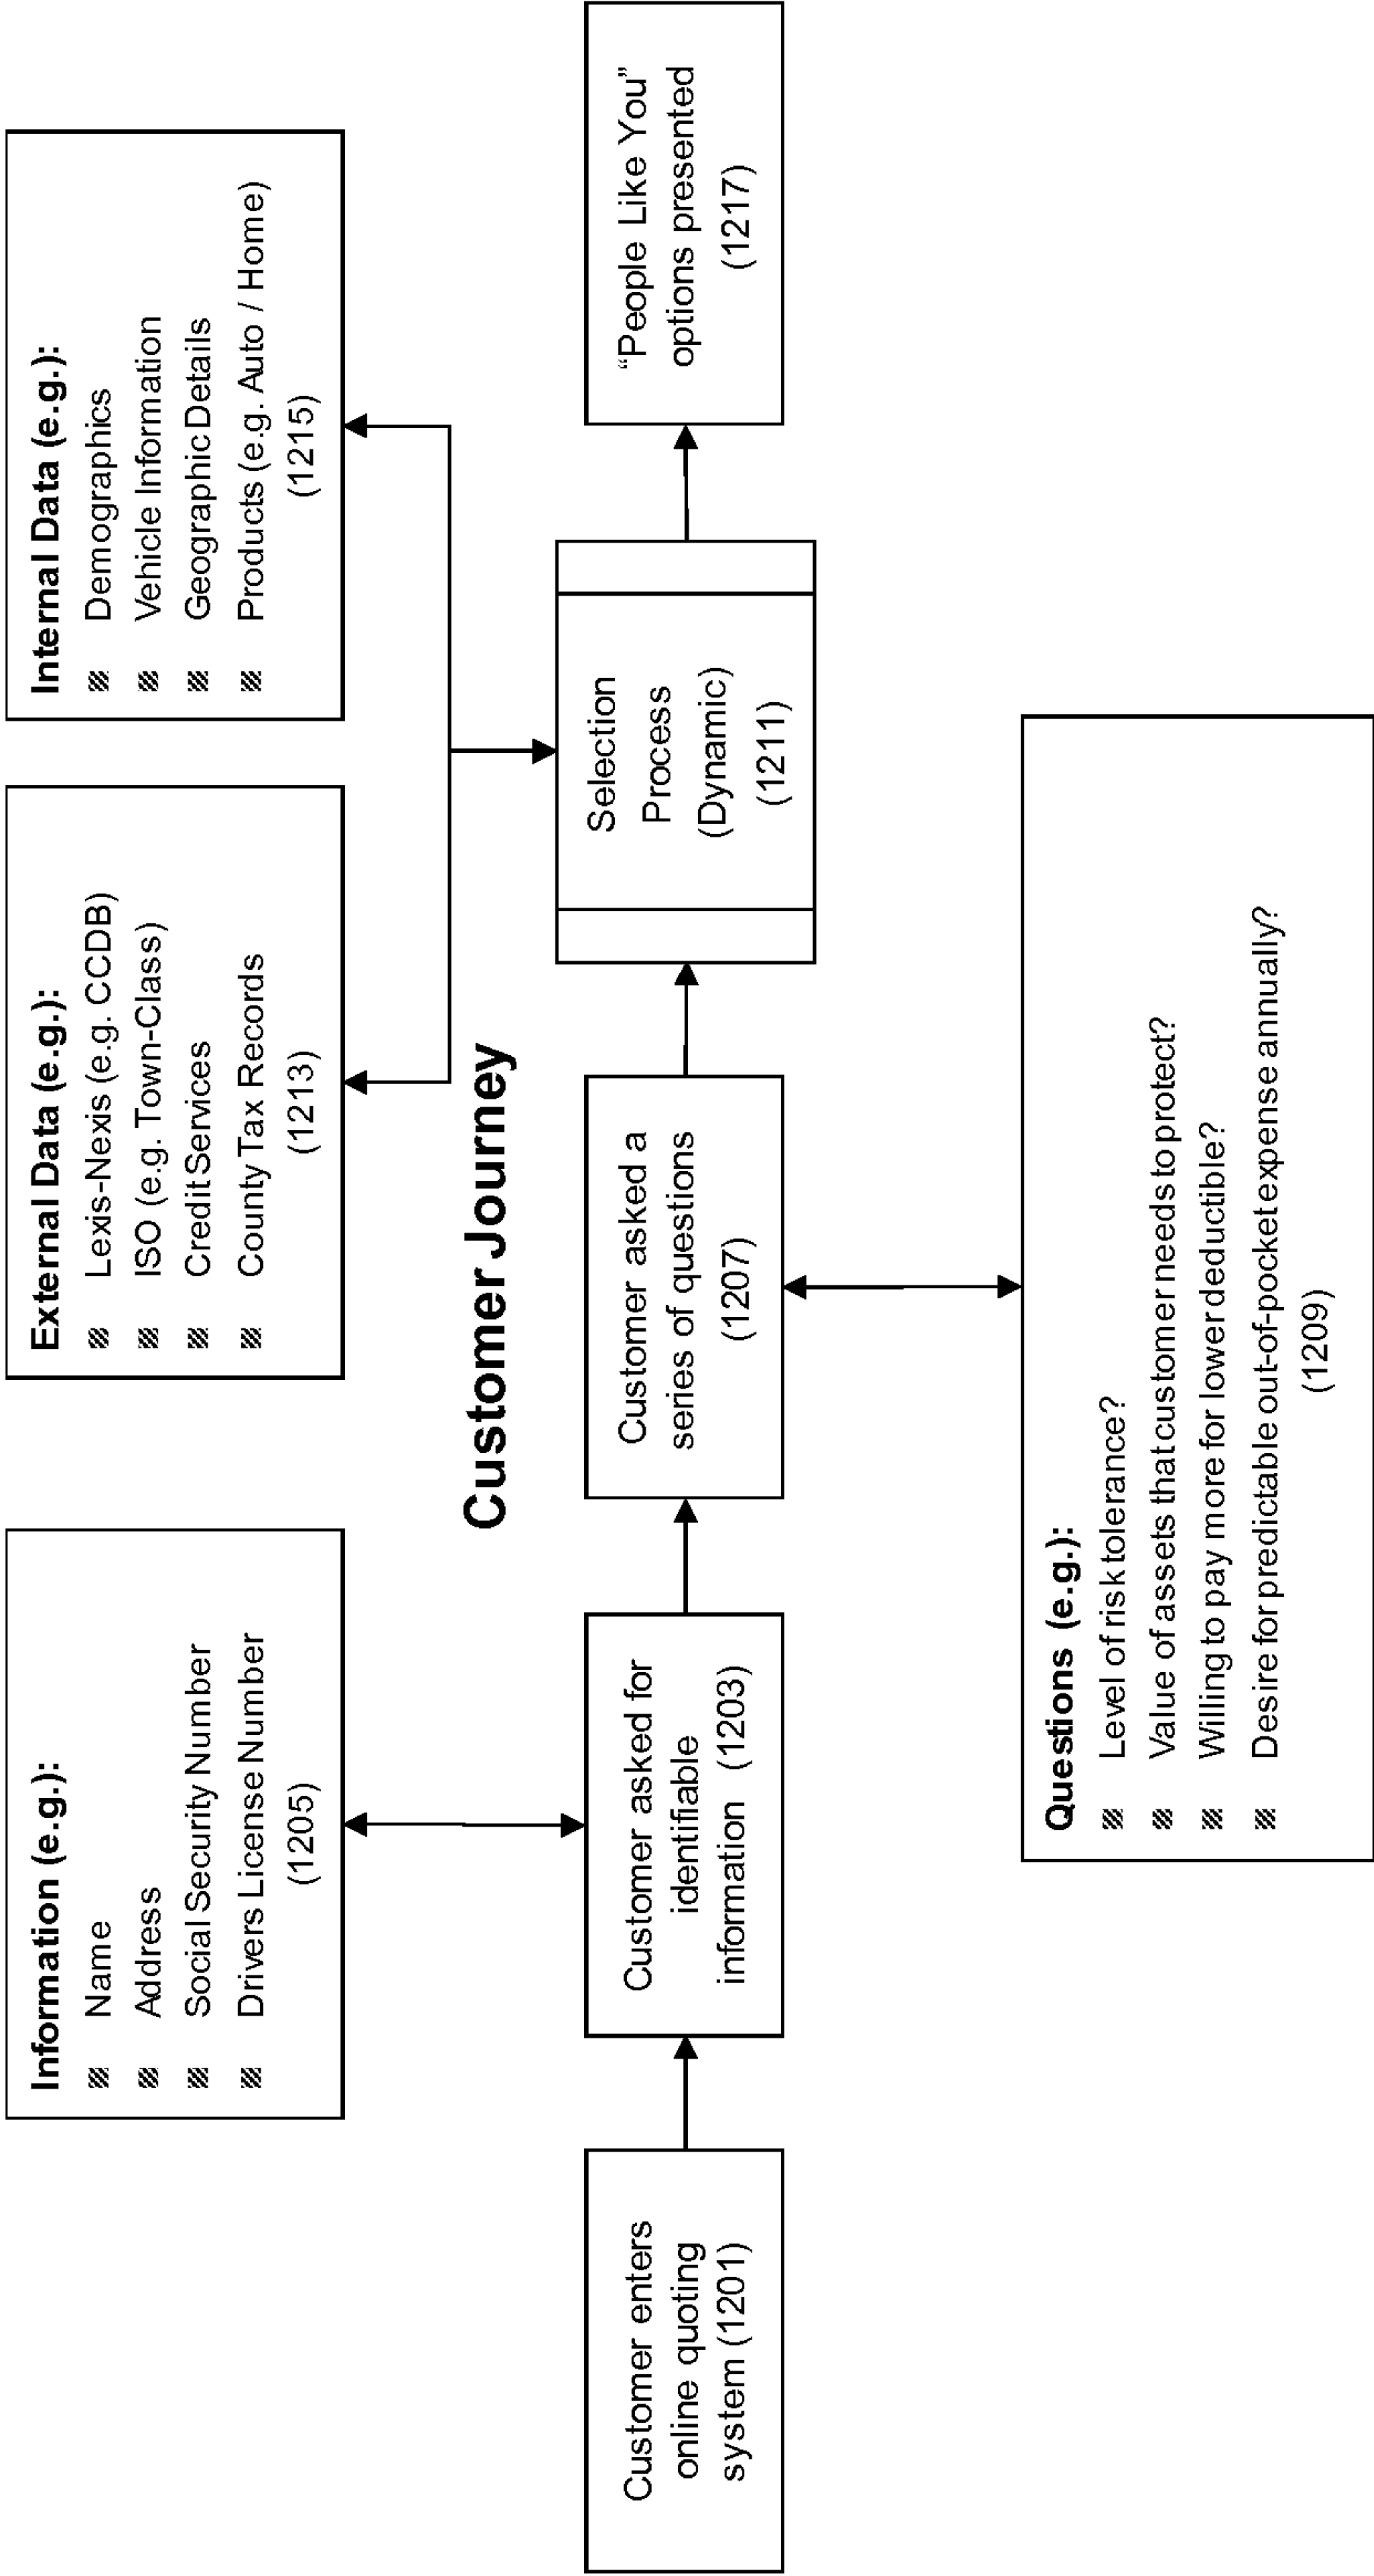 Information (e.g.):
Name
Address
Social Security Number
Drivers License Number
(1205)
External Data (e.g.):
Lexis-Nexis (e.g. CCDB)
ISO (e.g. Town-Class)
Credit Services
County Tax Records
(1213)
Internal Data (e.g.):
Demographics
Vehicle Information
Geographic Details
Products (e.g. Auto / Home)
(1215)
Customer Journey
Customer enters
online quoting
system (1201)
Customer asked for
identifiable
information (1203)
Customer asked a
series of questions
(1207)
Selection
Process
(Dynamic)
(1211)
“People Like You”
options presented
(1217)
Questions (e.g.):
Level of risk tolerance?
Value of assets that customer needs to protect?
Willing to pay more for lower deductible?
Desire for predictable out-of-pocket expense annually?
(1209)